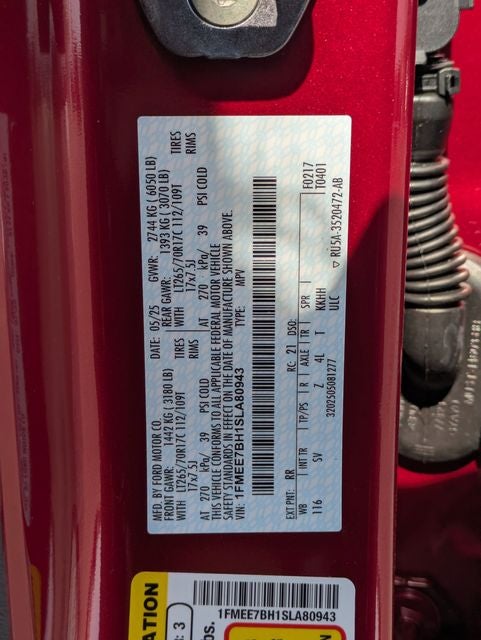 MFD. BY FORD MOTOR CO.
DATE: 05/25 GVWR: 2744 KG (6050 LB)
FRONT GAWR: 1442 KG (3180 LB) REAR GAWR: 1393 KG (3070 LB)
WITH LT265/70R17C 112/109T TIRES WITH LT265/70R17C 112/109T TIRES
17x7.5J RIMS 17x7.5J RIMS
AT 270 kPa/ 39 PSI COLD AT 270 kPa/ 39 PSI COLD
THIS VEHICLE CONFORMS TO ALL APPLICABLE FEDERAL MOTOR VEHICLE
SAFETY STANDARDS IN EFFECT ON THE DATE OF MANUFACTURE SHOWN ABOVE.
VIN: 1FMEE7BH1SLA80943 TYPE: MPV
EXT PNT: RR RC: 21 DSO: F0217
WB INT TR TP/PS R AXLE TR SPR T0401
116 SV Z 4L T KKHH
ULC
3202505081277 ▽ RU5A-3520472-AB
1FMEE7BH1SLA80943